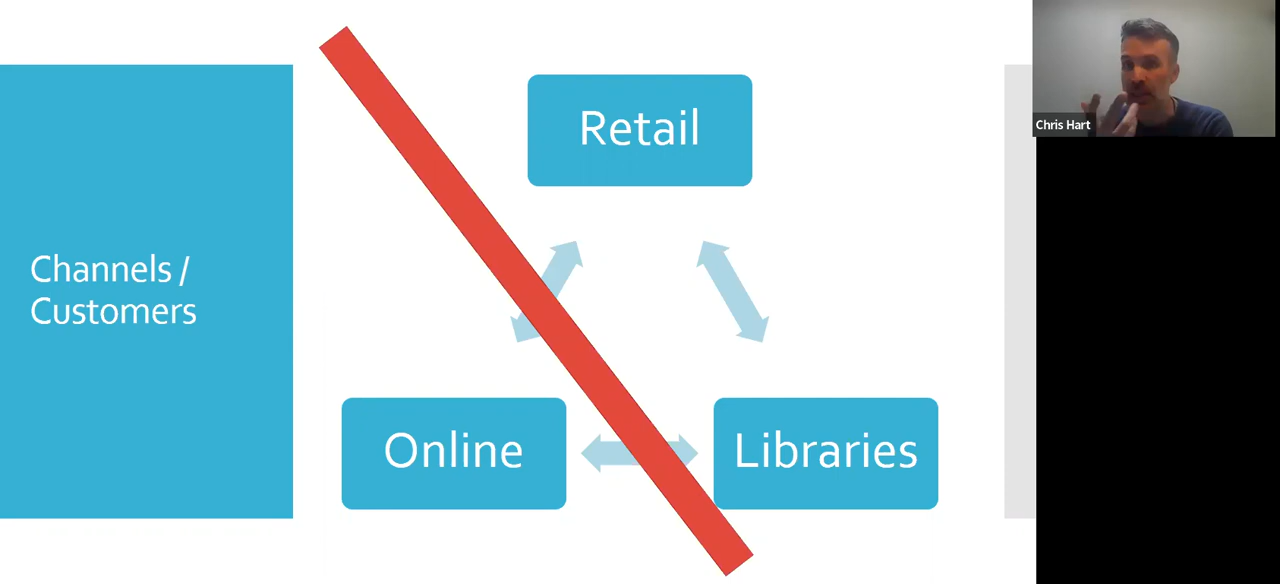 Channels /
Customers
Retail
Online
Libraries
Chris Hart